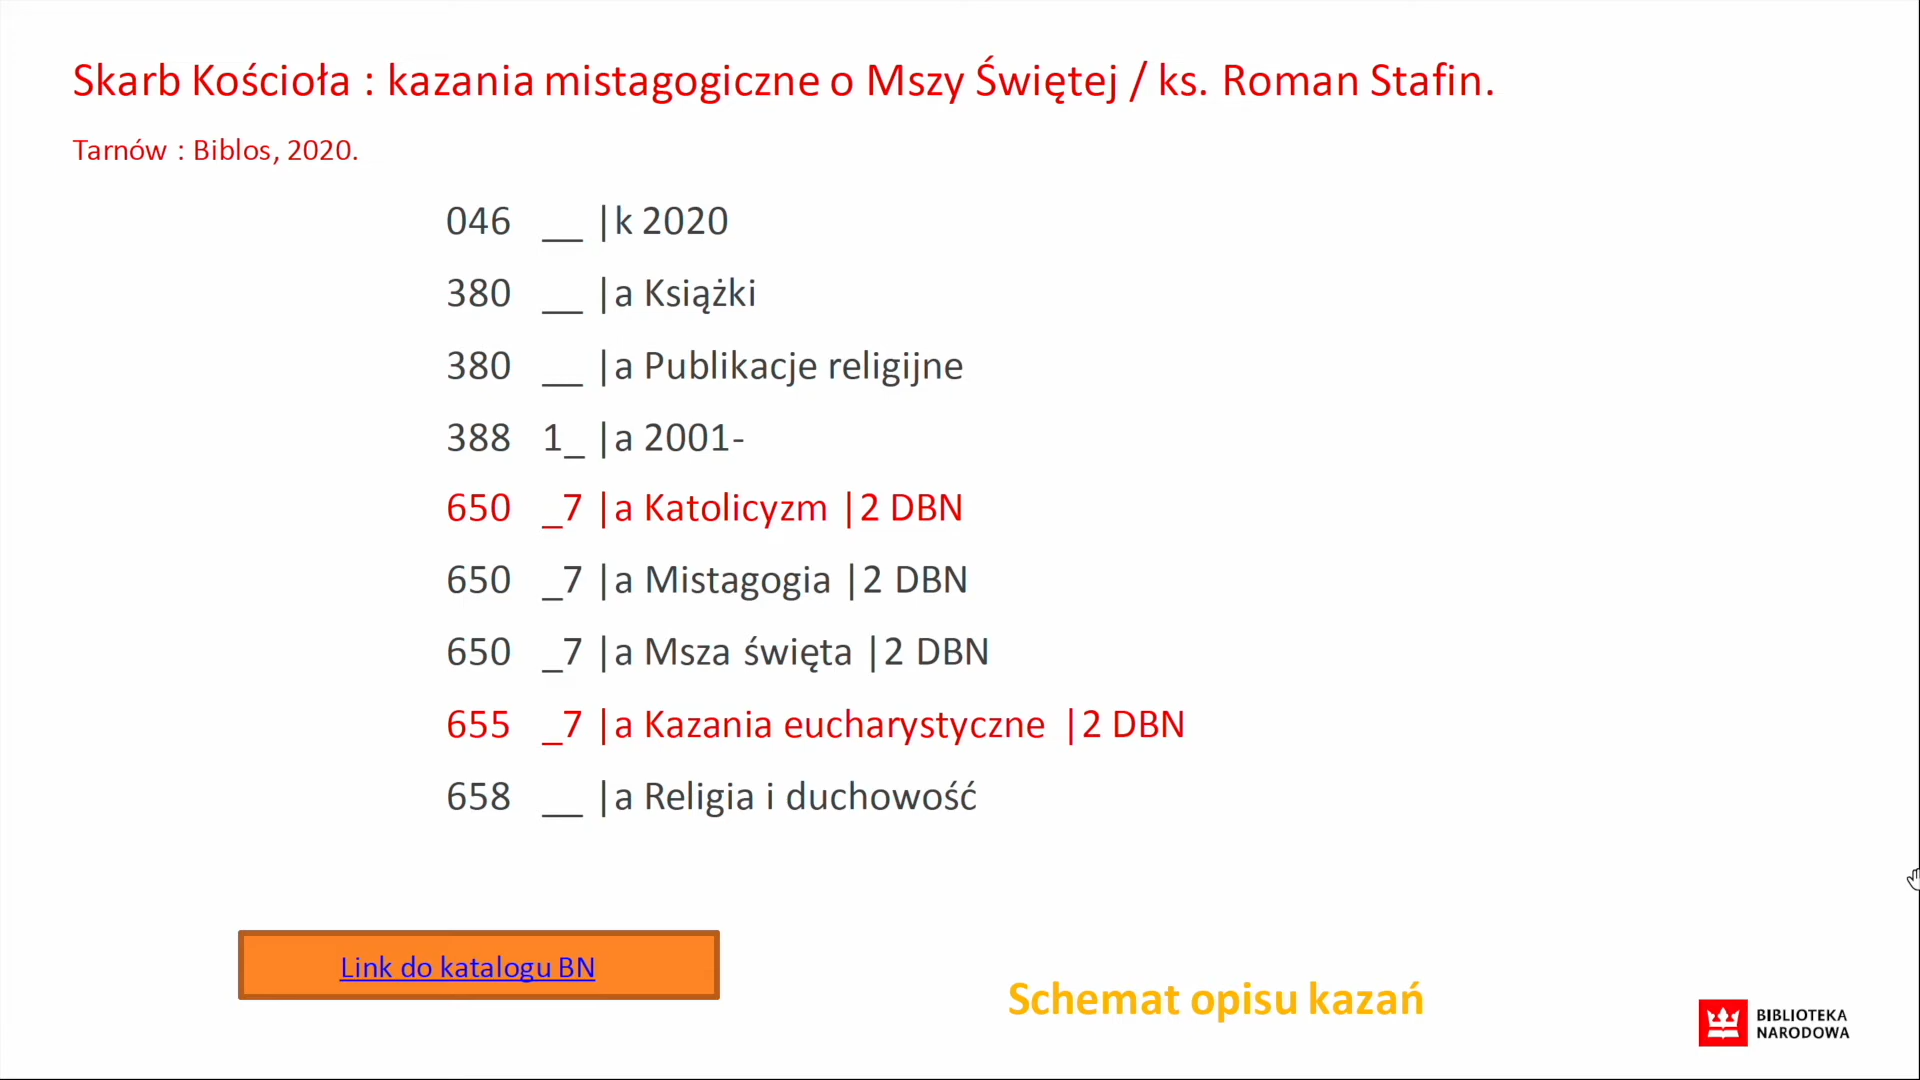 Skarb Kościoła : kazania mistagogiczne o Mszy Świętej / ks. Roman Stafin.
Tarnów : Biblos, 2020.
046 __ |k 2020
380 __ |a Książki
380 __ |a Publikacje religijne
388 1_ |a 2001-
650 _7 |a Katolicyzm |2 DBN
650 _7 |a Mistagogia |2 DBN
650 _7 |a Msza święta |2 DBN
655 _7 |a Kazania eucharystyczne |2 DBN
658 __ |a Religia i duchowość
Link do katalogu BN
Schemat opisu kazań
BIBLIOTEKA
NARODOWA